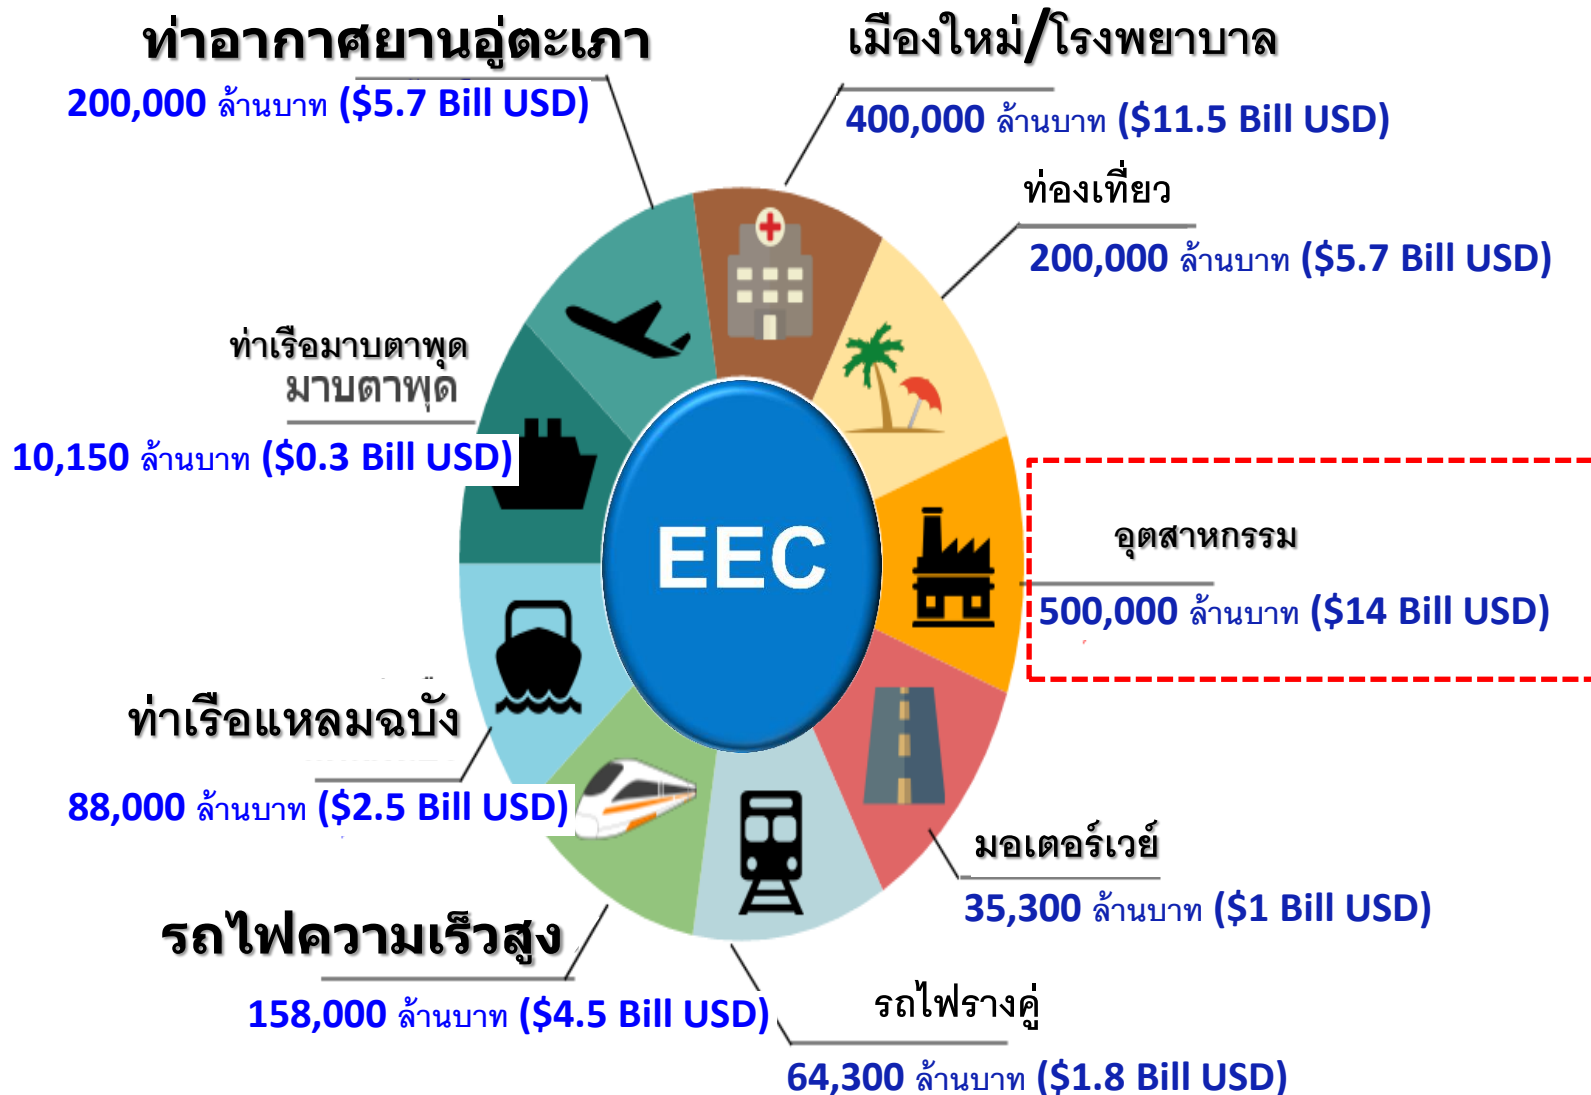 ท่าอากาศยานอู่ตะเภา
200,000 ล้านบาท ($5.7 Bill USD)
เมืองใหม่/โรงพยาบาล
400,000 ล้านบาท ($11.5 Bill USD)
ท่องเที่ยว
200,000 ล้านบาท ($5.7 Bill USD)
ท่าเรือมาบตาพุด
มาบตาพุด
10,150 ล้านบาท ($0.3 Bill USD)
EEC
อุตสาหกรรม
500,000 ล้านบาท ($14 Bill USD)
ท่าเรือแหลมฉบัง
88,000 ล้านบาท ($2.5 Bill USD)
มอเตอร์เวย์
35,300 ล้านบาท ($1 Bill USD)
รถไฟความเร็วสูง
158,000 ล้านบาท ($4.5 Bill USD)
รถไฟรางคู่
64,300 ล้านบาท ($1.8 Bill USD)